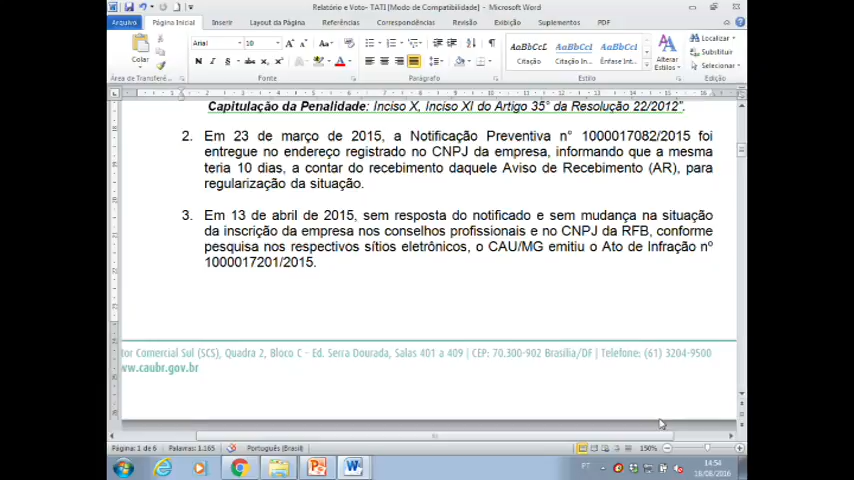 Relatório e Voto- TATI [Modo de Compatibilidade] - Microsoft Word
Arquivo Página Inicial Inserir Layout da Página Referências Correspondências Revisão Exibição Suplementos PDF
Arial 10
AaBbCcL AaBbCcI AaBbCcI
Localizar
Substituir
Selecionar
Colar
N I S
Citação Citação In... Ênfase Int...
Alterar Estilos
Área de Transferê... Fonte Parágrafo Estilo Edição
Capitulação da Penalidade: Inciso X, Inciso XI do Artigo 35° da Resolução 22/2012".
2. Em 23 de março de 2015, a Notificação Preventiva n° 1000017082/2015 foi
entregue no endereço registrado no CNPJ da empresa, informando que a mesma
teria 10 dias, a contar do recebimento daquele Aviso de Recebimento (AR), para
regularização da situação.
3. Em 13 de abril de 2015, sem resposta do notificado e sem mudança na situação
da inscrição da empresa nos conselhos profissionais e no CNPJ da RFB, conforme
pesquisa nos respectivos sítios eletrônicos, o CAU/MG emitiu o Ato de Infração nº
1000017201/2015.
tor Comercial Sul (SCS), Quadra 2, Bloco C - Ed. Serra Dourada, Salas 401 a 409 | CEP: 70.300-902 Brasília/DF | Telefone: (61) 3204-9500
ww.caubr.gov.br
Página: 1 de 6 Palavras: 1.165 Português (Brasil) 150%
PT 14:54
16/08/2016